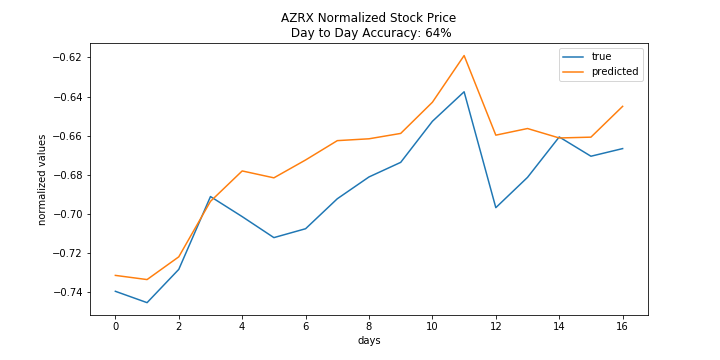 AZRX Normalized Stock Price
Day to Day Accuracy: 64%
true
predicted
normalized values
−0.62
−0.64
−0.66
−0.68
−0.70
−0.72
−0.74
0
2
4
6
8
10
12
14
16
days